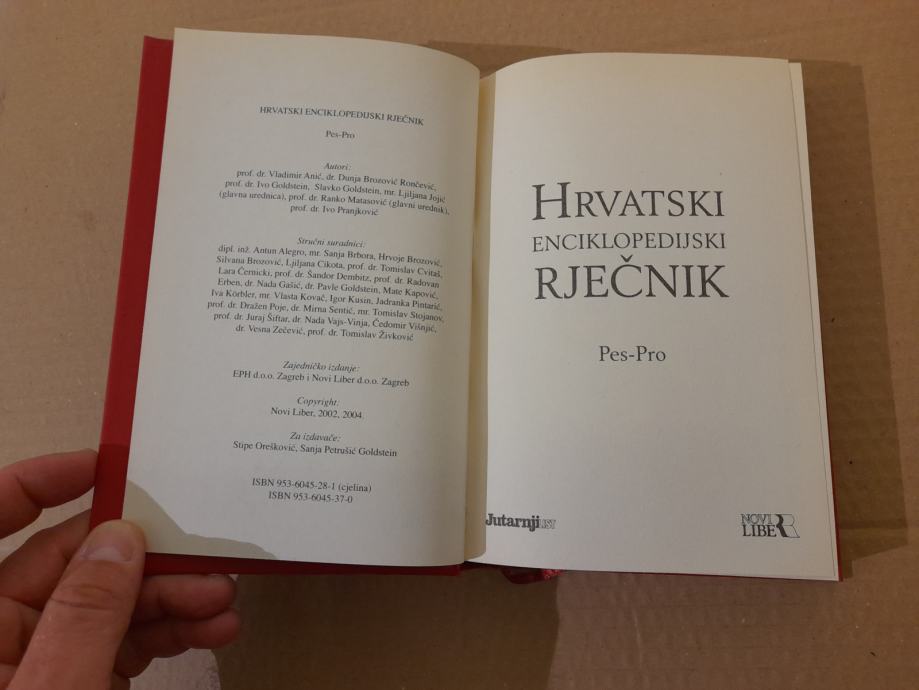 HRVATSKI ENCIKLOPEDIJSKI RJEČNIK
Pes-Pro
Autori:
prof. dr. Vladimir Anić, dr. Dunja Brozović Rončević,
prof. dr. Ivo Goldstein, Slavko Goldstein, mr. Ljiljana Jojić
(glavna urednica), prof. dr. Ranko Matasović (glavni urednik),
prof. dr. Ivo Pranjković
Stručni suradnici:
dipl. inž. Antun Alegro, mr. Sanja Brbora, Hrvoje Brozović,
Silvana Brozović, Ljiljana Cikota, prof. dr. Tomislav Cvitaš,
Lara Černicki, prof. dr. Šandor Dembitz, prof. dr. Radovan
Erben, dr. Nada Gašić, dr. Pavle Goldstein, Mate Kapović,
Iva Körbler, mr. Vlasta Kovač, Igor Kusin, Jadranka Pintarić,
prof. dr. Dražen Poje, dr. Mirna Sentić, mr. Tomislav Stojanov,
prof. dr. Juraj Šiftar, dr. Nada Vajs-Vinja, Čedomir Višnjić,
dr. Vesna Zečević, prof. dr. Tomislav Živković
Zajedničko izdanje:
EPH d.o.o. Zagreb i Novi Liber d.o.o. Zagreb
Copyright:
Novi Liber, 2002, 2004.
Za izdavače:
Stipe Orešković, Sanja Petrušić Goldstein
ISBN 953-6045-28-1 (cjelina)
ISBN 953-6045-37-0
HRVATSKI
ENCIKLOPEDIJSKI
RJEČNIK
Pes-Pro
Jutarnji LIST
NOVI
LIBER